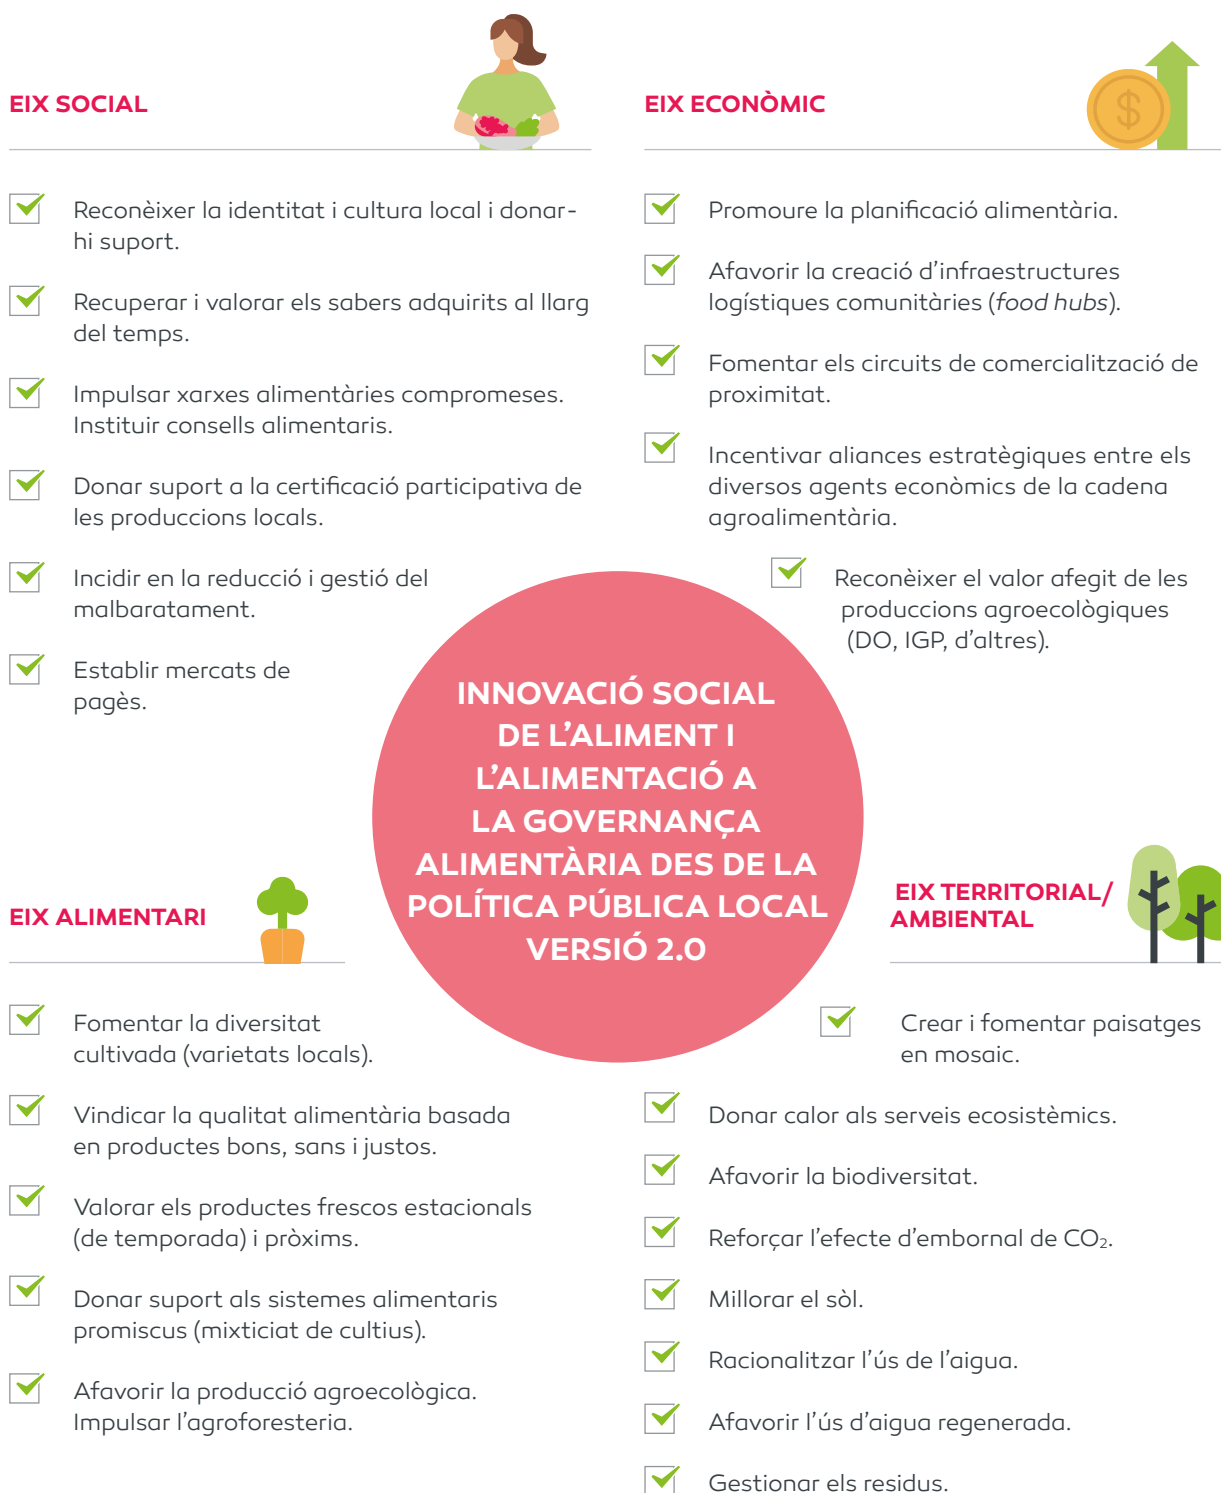 EIX SOCIAL
Reconèixer la identitat i cultura local i donar-
hi suport.
Recuperar i valorar els sabers adquirits al llarg
del temps.
Impulsar xarxes alimentàries compromeses.
Instituir consells alimentaris.
Donar suport a la certificació participativa de
les produccions locals.
Incidir en la reducció i gestió del
malbaratament.
Establir mercats de
pagès.
EIX ECONÒMIC
$
Promoure la planificació alimentària.
Afavorir la creació d’infraestructures
logístiques comunitàries (food hubs).
Fomentar els circuits de comercialització de
proximitat.
Incentivar aliances estratègiques entre els
diversos agents econòmics de la cadena
agroalimentària.
Reconèixer el valor afegit de les
produccions agroecològiques
(DO, IGP, d’altres).
INNOVACIÓ SOCIAL
DE L’ALIMENT I
L’ALIMENTACIÓ A
LA GOVERNANÇA
ALIMENTÀRIA DES DE LA
POLÍTICA PÚBLICA LOCAL
VERSIÓ 2.0
EIX ALIMENTARI
Fomentar la diversitat
cultivada (varietats locals).
Vindicar la qualitat alimentària basada
en productes bons, sans i justos.
Valorar els productes frescos estacionals
(de temporada) i pròxims.
Donar suport als sistemes alimentaris
promiscus (mixticiat de cultius).
Afavorir la producció agroecològica.
Impulsar l’agroforesteria.
EIX TERRITORIAL/
AMBIENTAL
Crear i fomentar paisatges
en mosaic.
Donar calor als serveis ecosistèmics.
Afavorir la biodiversitat.
Reforçar l’efecte d’embornal de CO₂.
Millorar el sòl.
Racionalitzar l’ús de l’aigua.
Afavorir l’ús d’aigua regenerada.
Gestionar els residus.